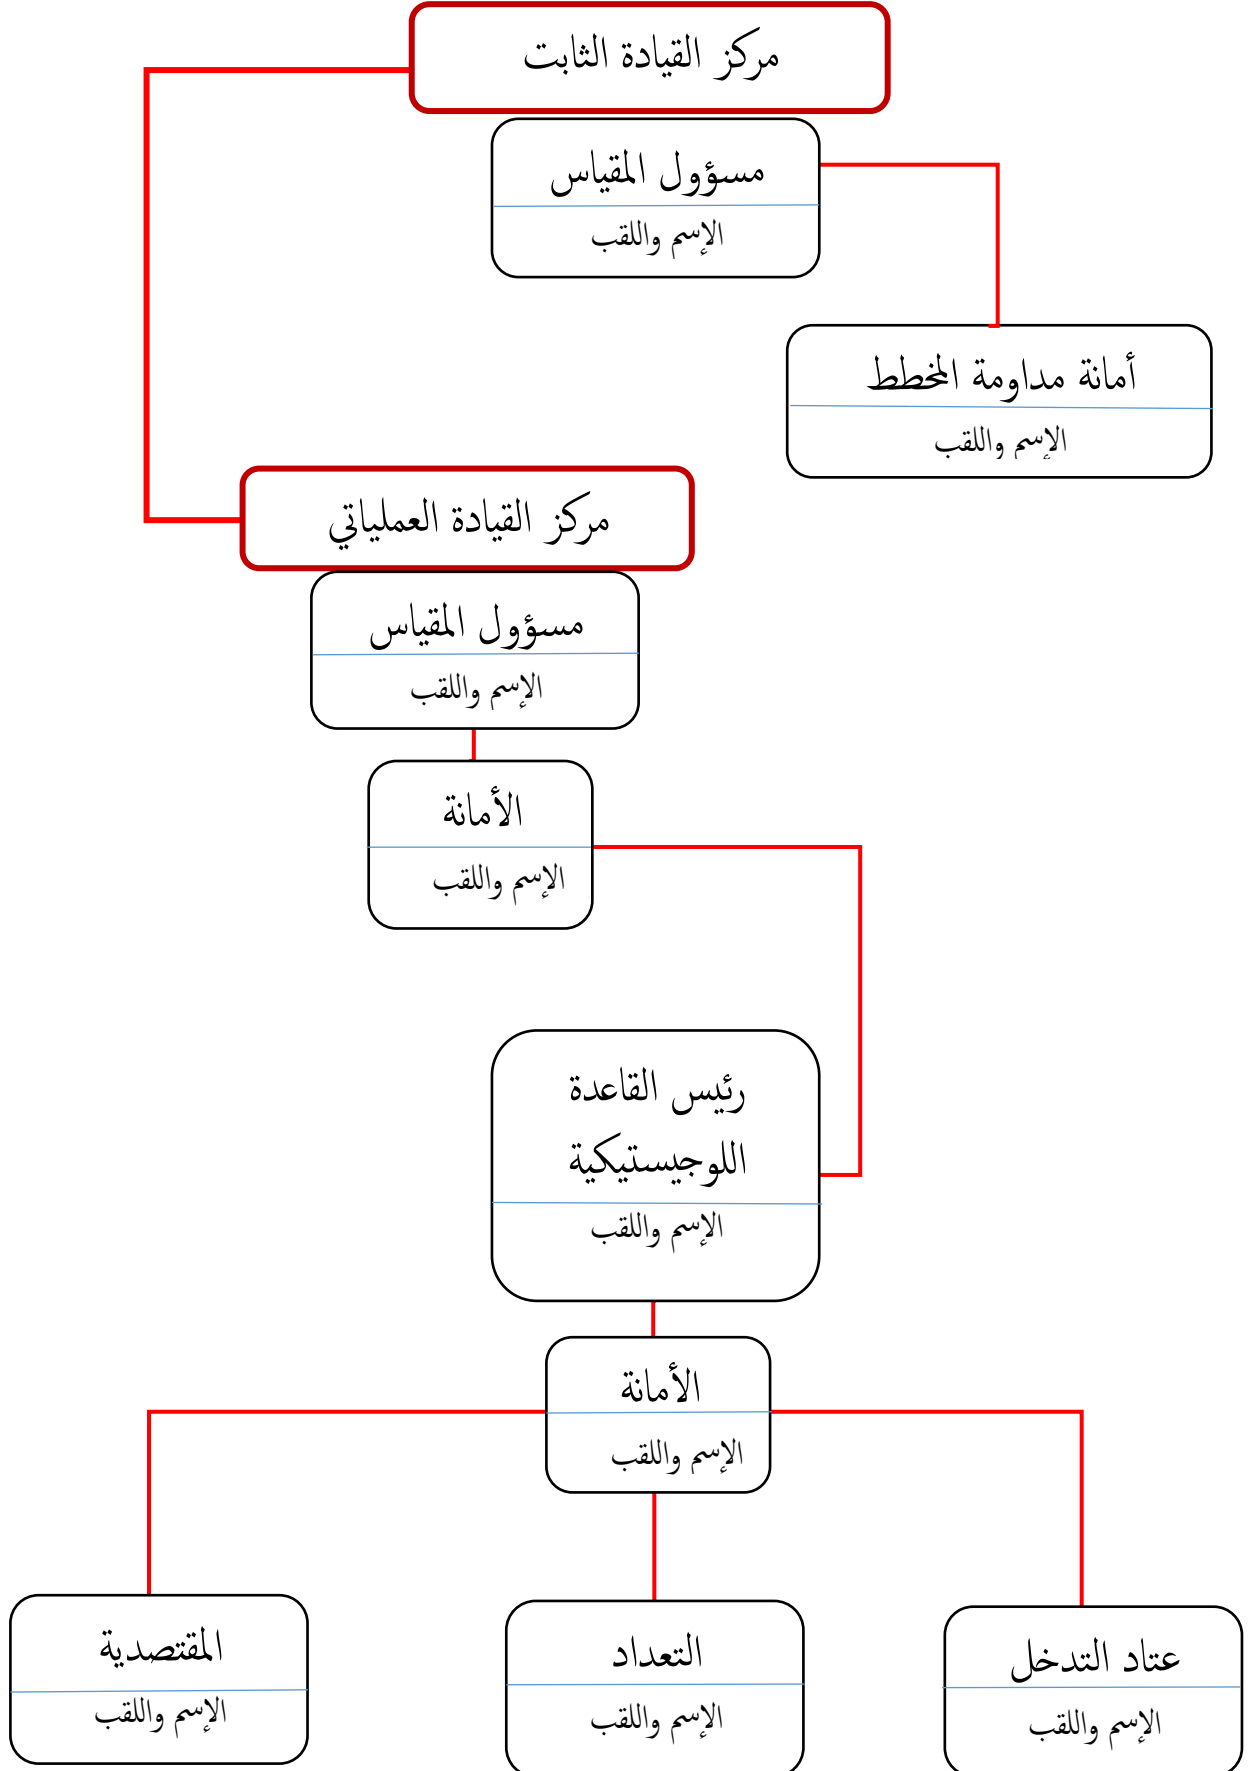 مركز القيادة الثابت
مسؤول المقياس
الإسم واللقب
أمانة مداومة المخطط
الإسم واللقب
مركز القيادة العملياتي
مسؤول المقياس
الإسم واللقب
الأمانة
الإسم واللقب
رئيس القاعدة
اللوجيستيكية
الإسم واللقب
الأمانة
الإسم واللقب
عتاد التدخل
الإسم واللقب
التعداد
الإسم واللقب
المقتصدية
الإسم واللقب